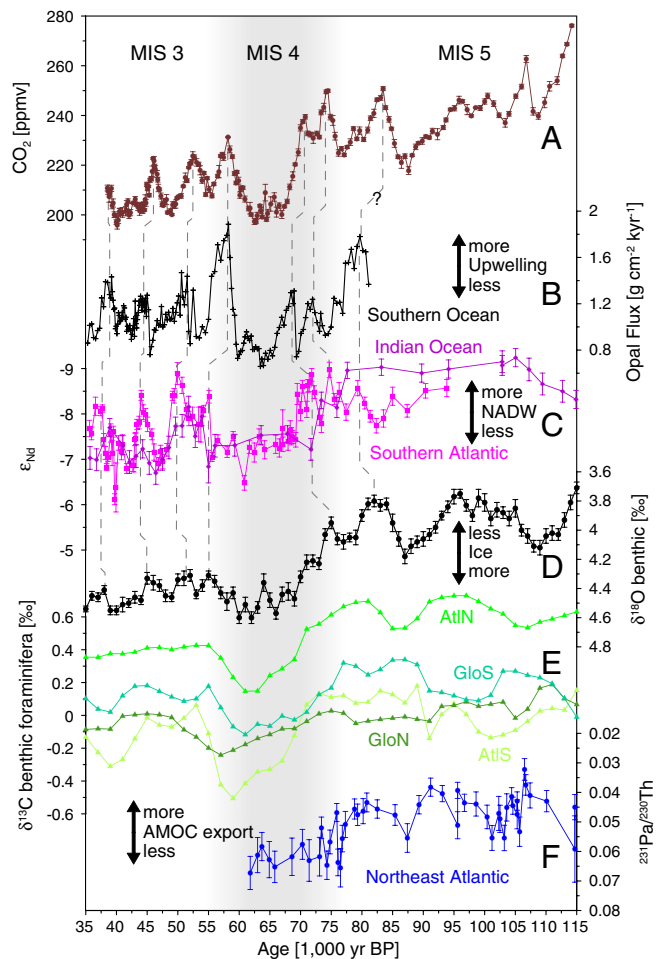 MIS 3 MIS 4 MIS 5
280
260
240
220
200
CO2 [ppmv]
A
?
2
1.6
1.2
0.8
Opal Flux [g cm-2 kyr-1]
more
Upwelling
less
B
Southern Ocean
Indian Ocean
-9
-8
-7
-6
-5
εNd
more
NADW
less
C
Southern Atlantic
3.6
3.8
4
4.2
4.4
4.6
4.8
δ18O benthic [‰]
less
Ice
more
D
0.6
0.4
0.2
0
-0.2
-0.4
-0.6
δ13C benthic foraminifera [‰]
AtlN
E
GloS
GloN
AtlS
0.02
0.03
0.04
0.05
0.06
0.07
0.08
231Pa/230Th
more
AMOC export
less
F
Northeast Atlantic
35 40 45 50 55 60 65 70 75 80 85 90 95 100 105 110 115
Age [1,000 yr BP]